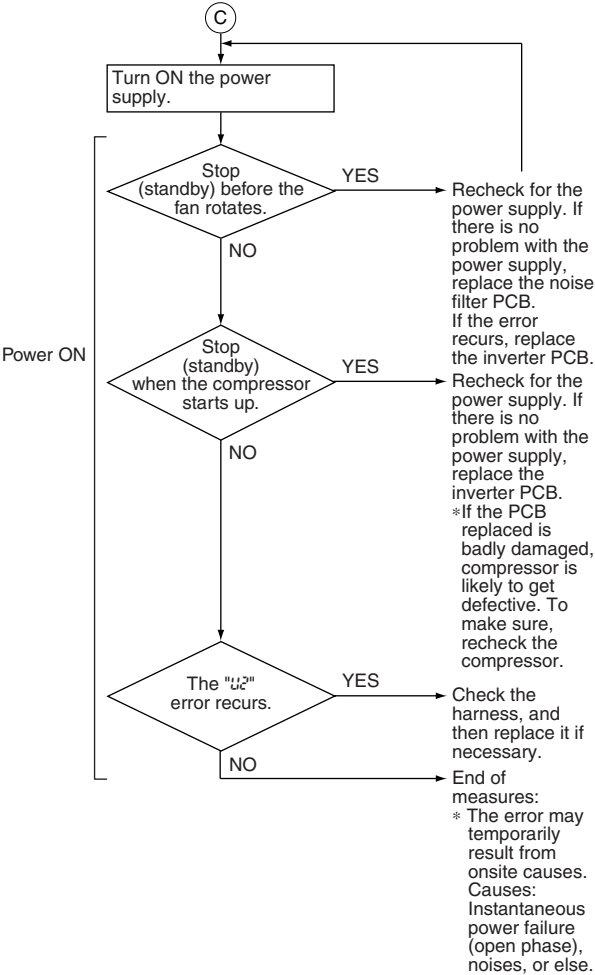 C
Turn ON the power
supply.
Power ON
Stop
(standby) before the
fan rotates.
YES
NO
Recheck for the
power supply. If
there is no
problem with the
power supply,
replace the noise
filter PCB.
If the error
recurs, replace
the inverter PCB.
Stop
(standby)
when the compressor
starts up.
YES
NO
Recheck for the
power supply. If
there is no
problem with the
power supply,
replace the
inverter PCB.
*If the PCB
replaced is
badly damaged,
compressor is
likely to get
defective. To
make sure,
recheck the
compressor.
The "U2"
error recurs.
YES
NO
Check the
harness, and
then replace it if
necessary.
End of
measures:
* The error may
temporarily
result from
onsite causes.
Causes:
Instantaneous
power failure
(open phase),
noises, or else.